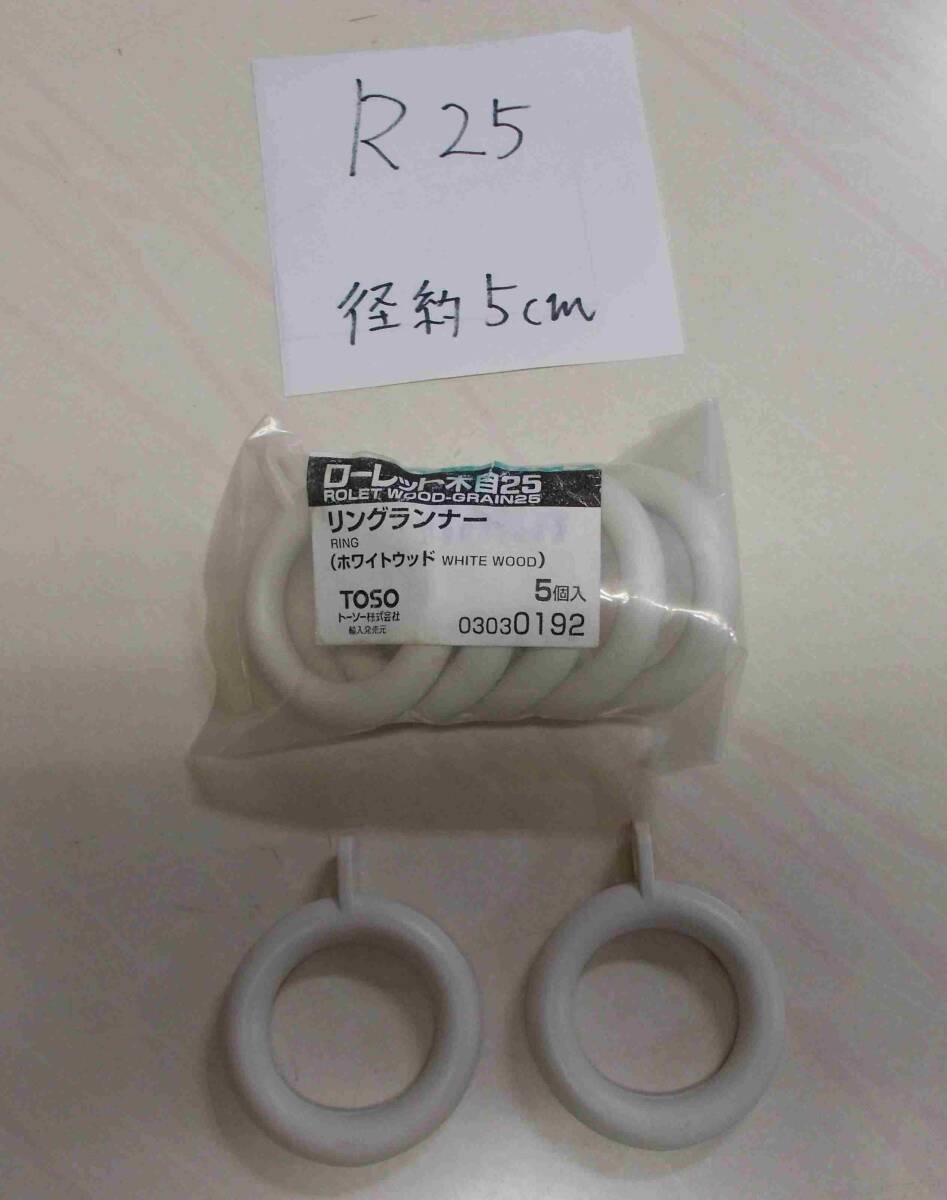 R 25
径約5cm
ローレット木目25
ROLET WOOD-GRAIN25
リングランナー
RING
(ホワイトウッド WHITE WOOD)
5個入
TOSO
トーソー株式会社
輸入発売元
03030192